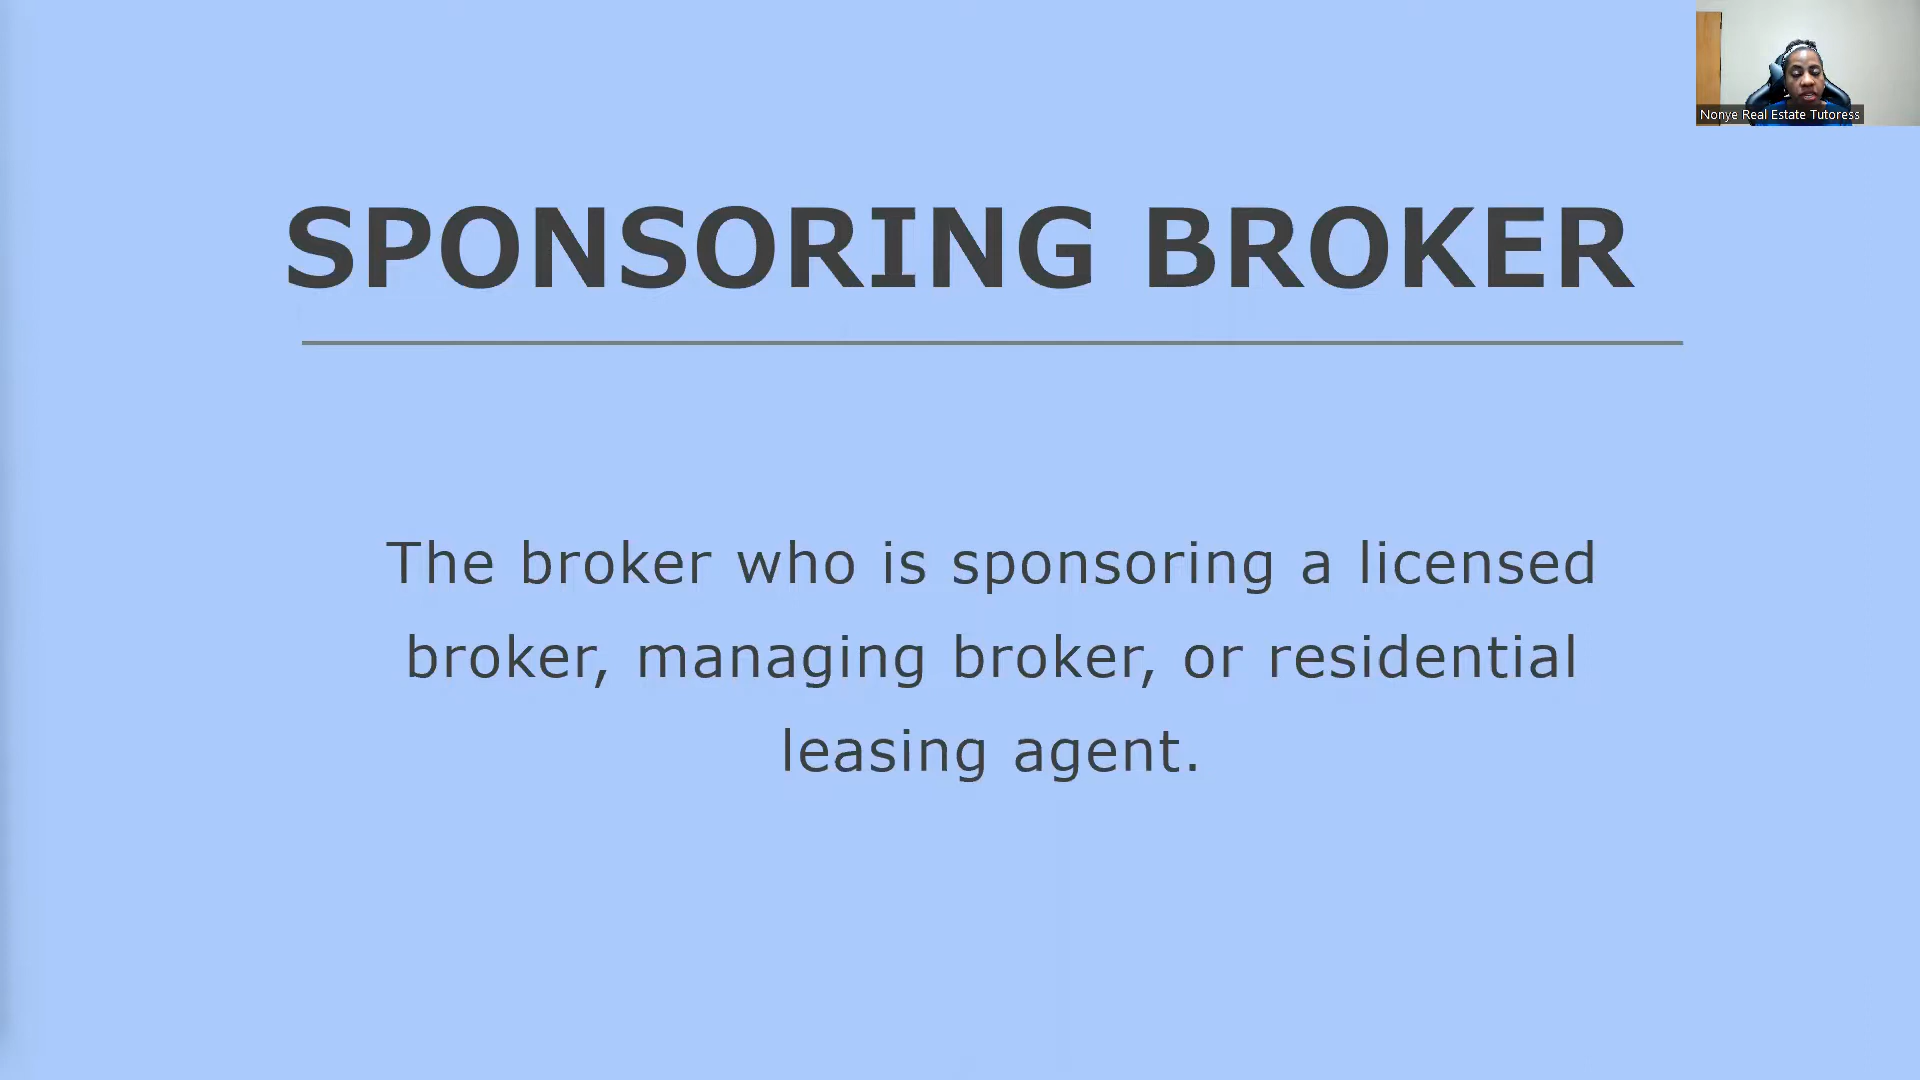 Nonye Real Estate Tutoress
SPONSORING BROKER
The broker who is sponsoring a licensed
broker, managing broker, or residential
leasing agent.